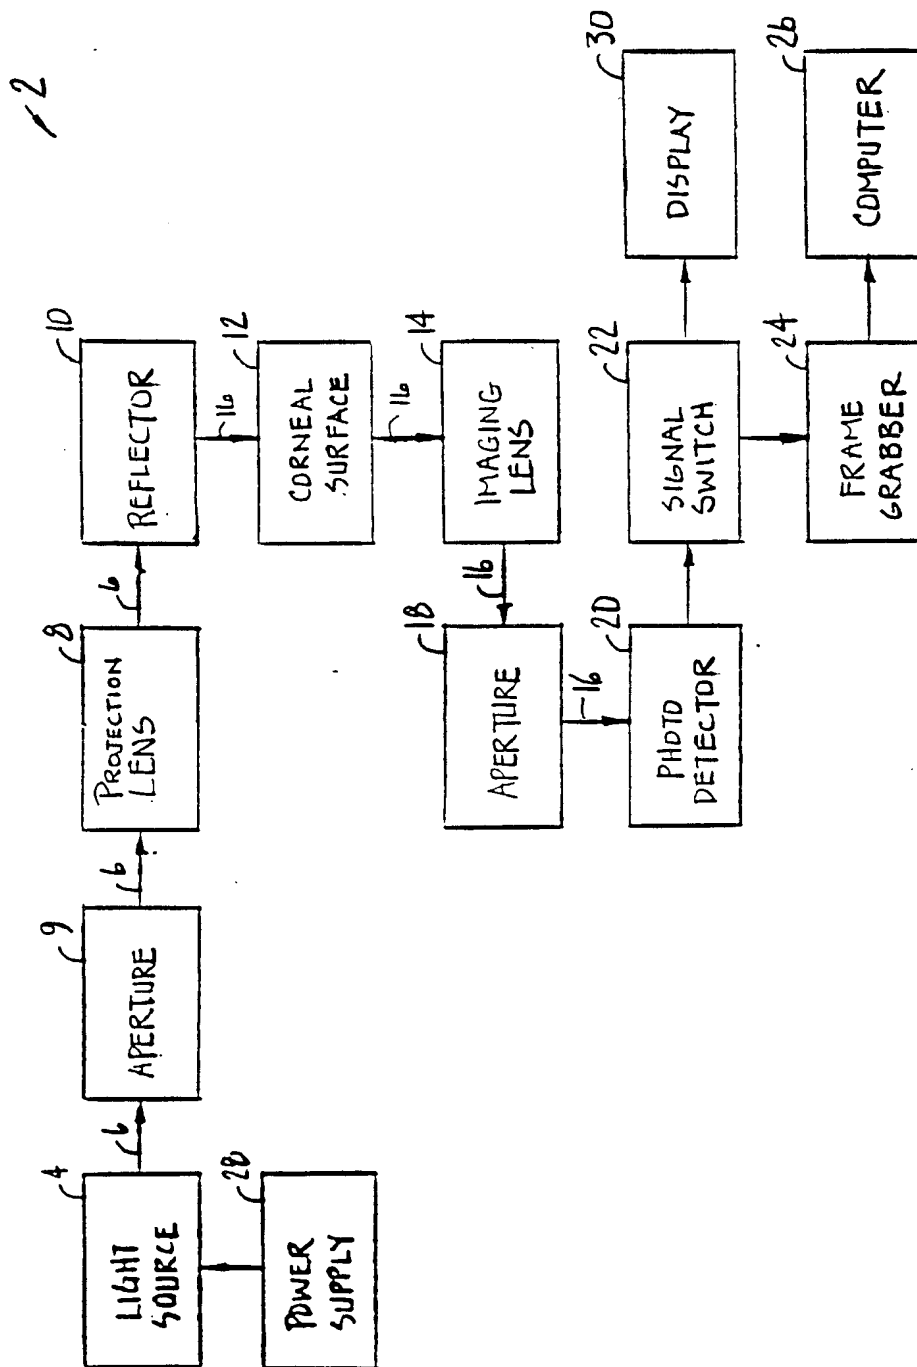 2
4
LIGHT
SOURCE
6
9
APERTURE
6
8
PROJECTION
LENS
6
10
REFLECTOR
28
POWER
SUPPLY
16
12
CORNEAL
SURFACE
16
14
IMAGING
LENS
16
18
APERTURE
16
20
PHOTO
DETECTOR
22
SIGNAL
SWITCH
30
DISPLAY
24
FRAME
GRABBER
26
COMPUTER